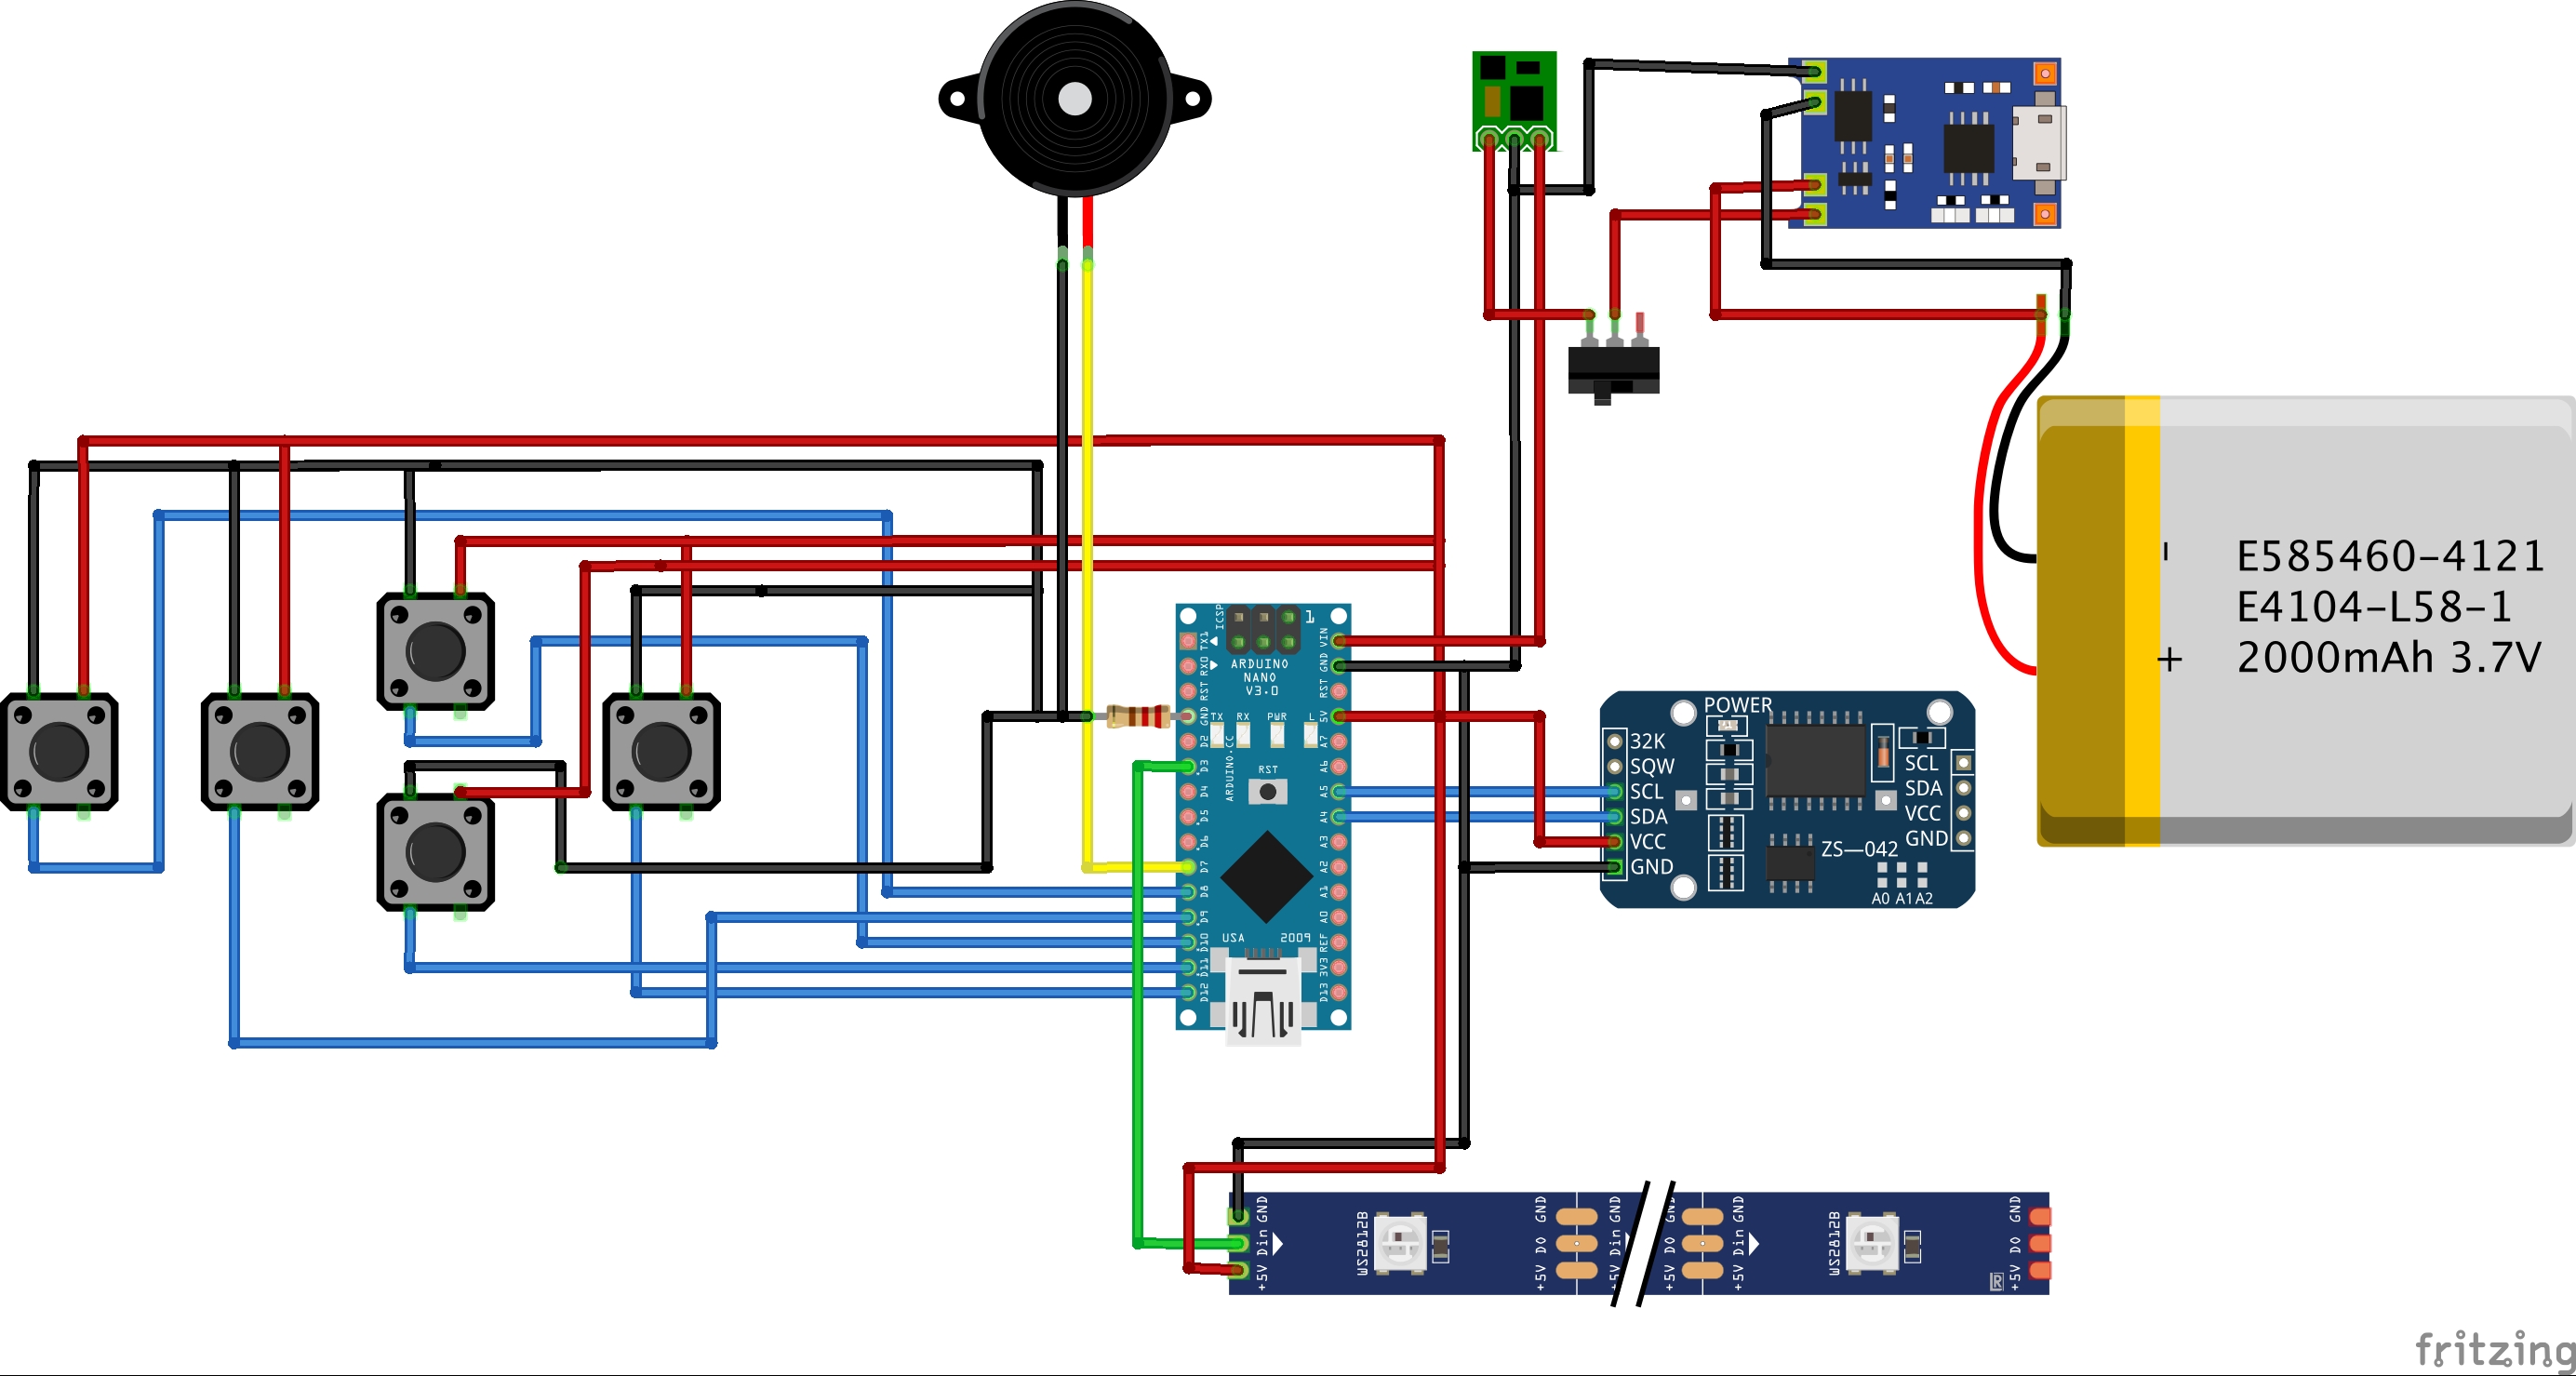 E585460-4121
E4104-L58-1
2000mAh 3.7V
-
+
ICSP
1
ARDUINO
NANO
V3.0
TX1
RX0
RST
GND
D2
D3
D4
D5
D6
D7
D8
D9
D10
D11
D12
VIN
GND
RST
5V
A7
A6
A5
A4
A3
A2
A1
A0
REF
3V3
D13
TX
RX
PWR
L
RST
ARDUINO.CC
USA
2009
POWER
32K
SQW
SCL
SDA
VCC
GND
SCL
SDA
VCC
GND
ZS—042
A0 A1 A2
GND
Din
+5V
WS2812B
GND
DO
+5V
GND
Din
+5V
GND
DO
+5V
GND
Din
+5V
WS2812B
GND
DO
+5V
R
fritzing